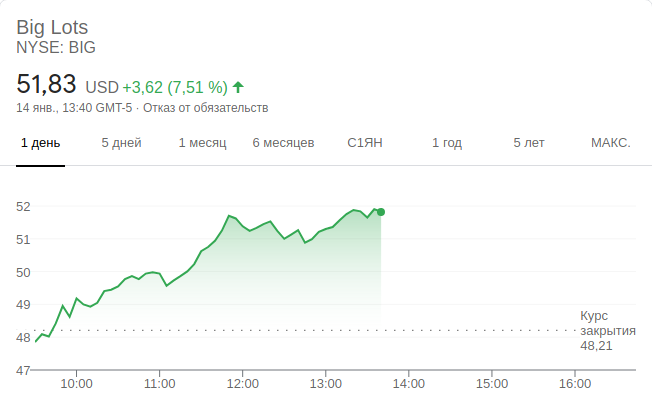 Big Lots
NYSE: BIG
51,83 USD +3,62 (7,51 %)
14 янв., 13:40 GMT-5 · Отказ от обязательств
1 день 5 дней 1 месяц 6 месяцев С1ЯН 1 год 5 лет МАКС.
52
51
50
49
48
47
Курс
закрытия
48,21
10:00 11:00 12:00 13:00 14:00 15:00 16:00